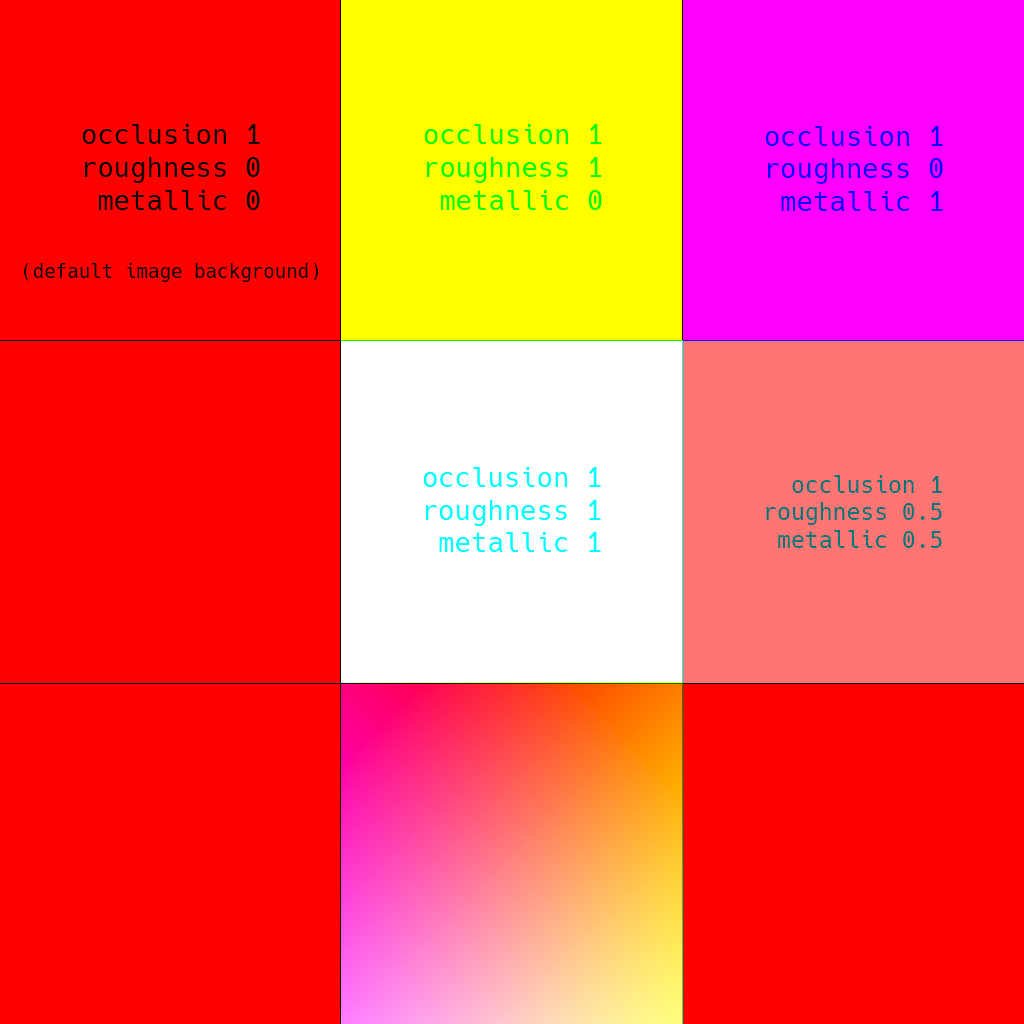 occlusion 1
roughness 0
metallic 0
(default image background)
occlusion 1
roughness 1
metallic 0
occlusion 1
roughness 0
metallic 1
occlusion 1
roughness 1
metallic 1
occlusion 1
roughness 0.5
metallic 0.5